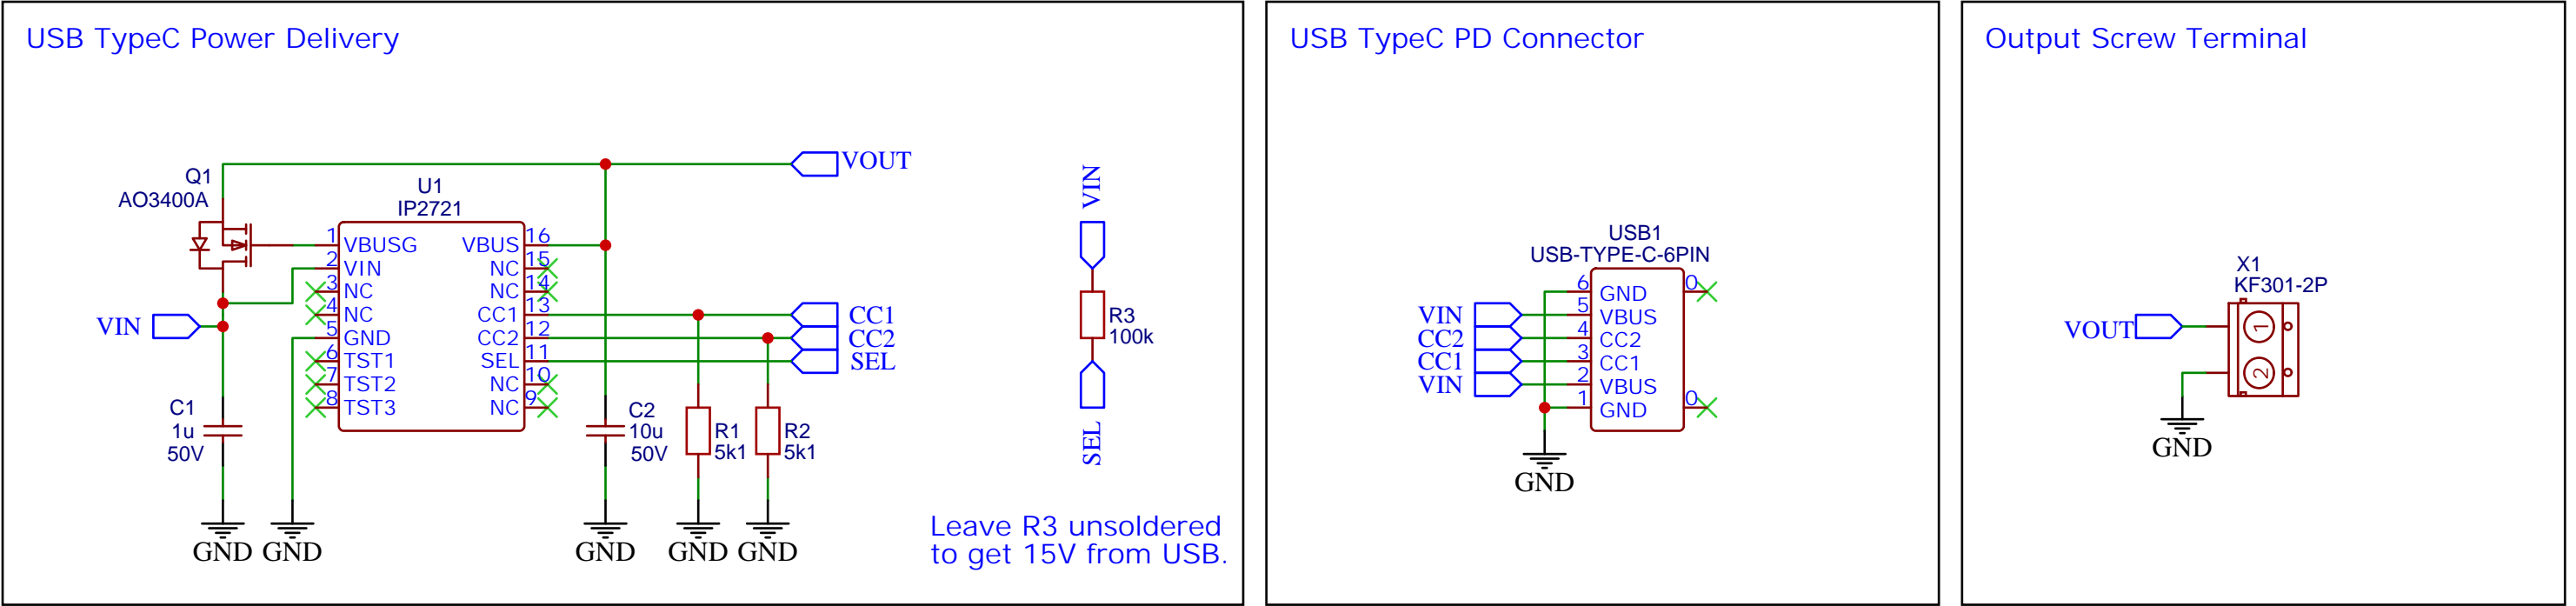 USB TypeC Power Delivery
VOUT
Q1
AO3400A
U1
IP2721
1 VBUSG
2 VIN
3 NC
4 NC
5 GND
6 TST1
7 TST2
8 TST3
VBUS 16
NC 15
NC 14
CC1 13
CC2 12
SEL 11
NC 10
NC 9
VIN
CC1
CC2
SEL
C1
1u
50V
C2
10u
50V
R1
5k1
R2
5k1
VIN
R3
100k
SEL
GND
GND
GND
GND
GND
Leave R3 unsoldered
to get 15V from USB.
USB TypeC PD Connector
USB1
USB-TYPE-C-6PIN
VIN
CC2
CC1
VIN
6 GND
5 VBUS
4 CC2
3 CC1
2 VBUS
1 GND
0
0
GND
Output Screw Terminal
X1
KF301-2P
VOUT
1
2
GND